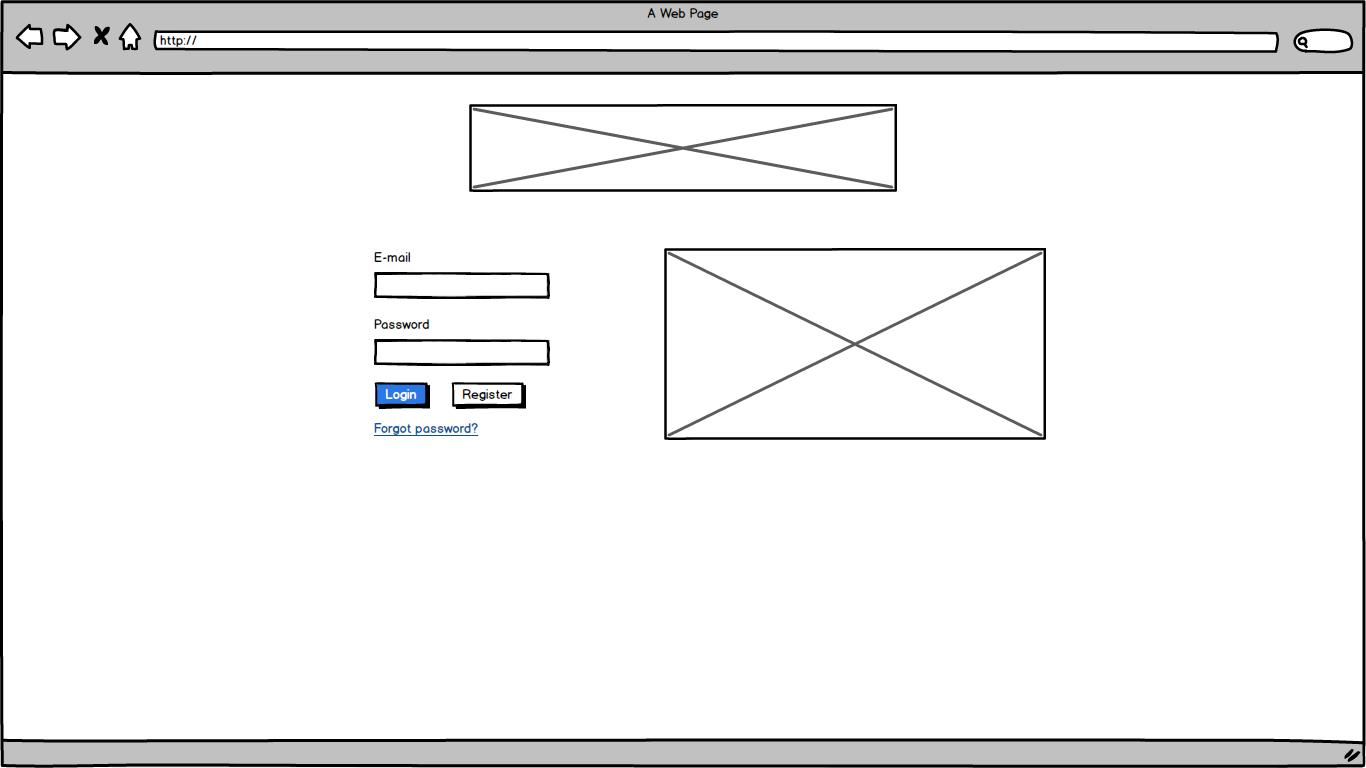 A Web Page
http://
E-mail
Password
Login Register
Forgot password?